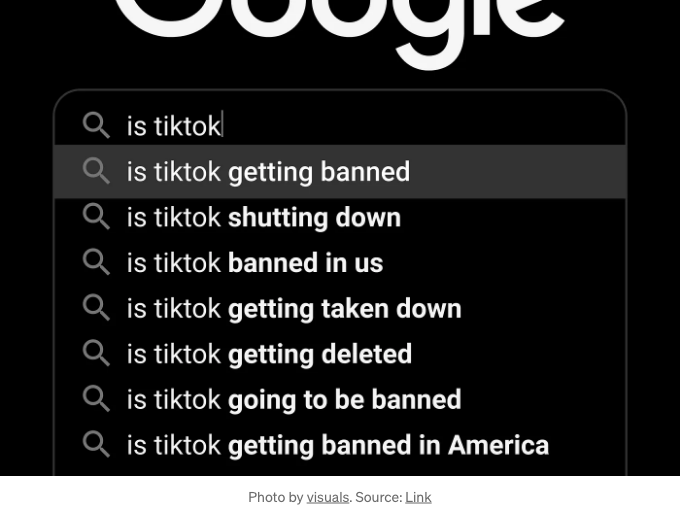 Google
is tiktok
is tiktok getting banned
is tiktok shutting down
is tiktok banned in us
is tiktok getting taken down
is tiktok getting deleted
is tiktok going to be banned
is tiktok getting banned in America
Photo by visuals. Source: Link